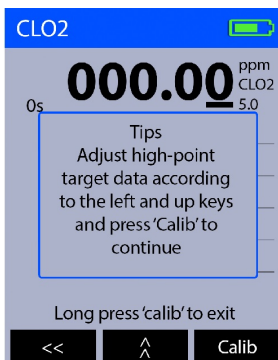 CLO2
000.00 ppm
CLO2
0s 5.0
Tips
Adjust high-point
target data according
to the left and up keys
and press 'Calib' to
continue
Long press 'calib' to exit
<< ^ Calib